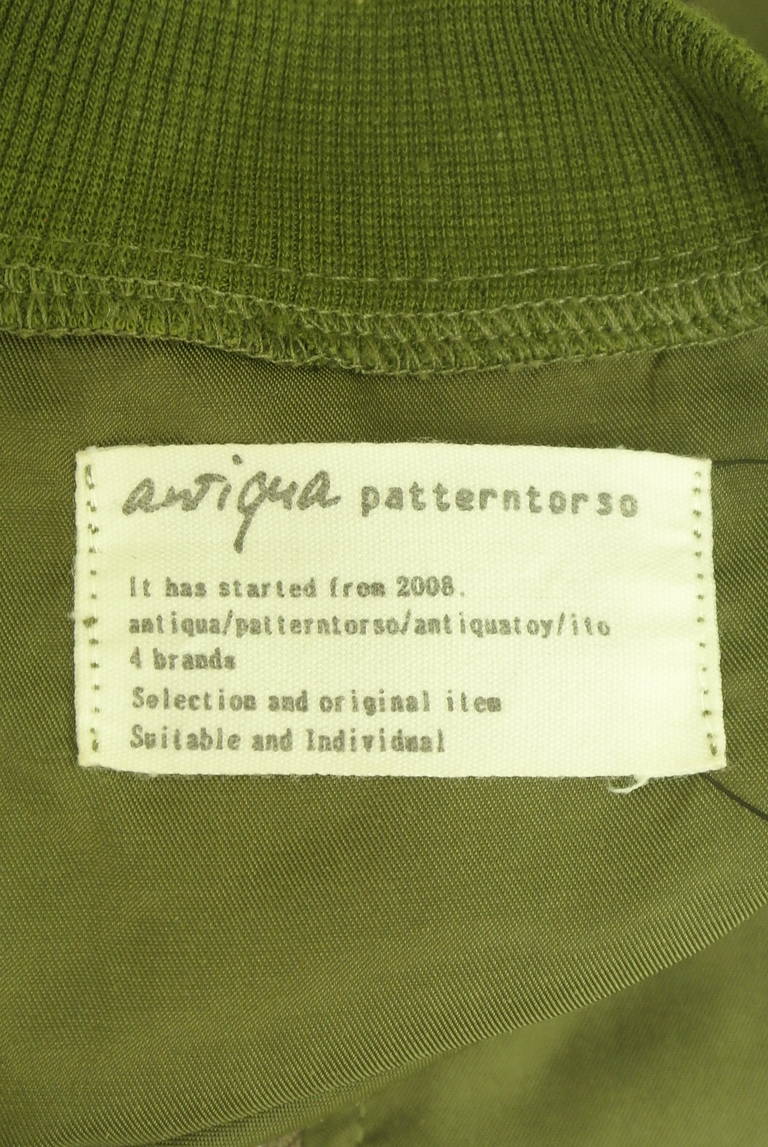 antiqua patterntorso
It has started from 2008.
antiqua/patterntorso/antiquatoy/ito
4 brands
Selection and original item
Suitable and Individual